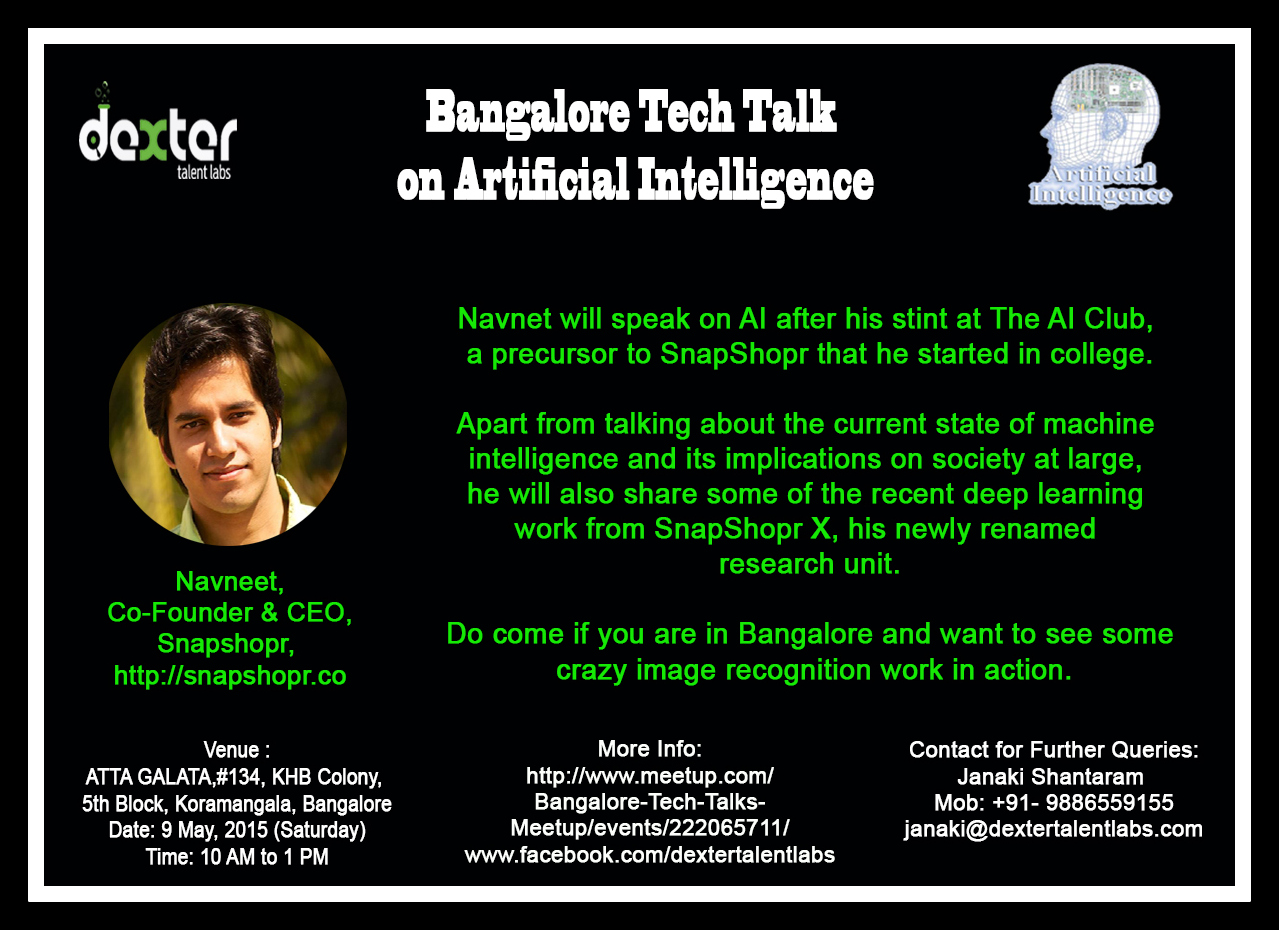 dexter
talent labs
Bangalore Tech Talk
on Artificial Intelligence
Artificial
Intelligence
Navnet will speak on AI after his stint at The AI Club,
a precursor to SnapShopr that he started in college.
Apart from talking about the current state of machine
intelligence and its implications on society at large,
he will also share some of the recent deep learning
work from SnapShopr X, his newly renamed
research unit.
Do come if you are in Bangalore and want to see some
crazy image recognition work in action.
Navneet,
Co-Founder & CEO,
Snapshopr,
http://snapshopr.co
Venue :
ATTA GALATA,#134, KHB Colony,
5th Block, Koramangala, Bangalore
Date: 9 May, 2015 (Saturday)
Time: 10 AM to 1 PM
More Info:
http://www.meetup.com/
Bangalore-Tech-Talks-
Meetup/events/222065711/
www.facebook.com/dextertalentlabs
Contact for Further Queries:
Janaki Shantaram
Mob: +91- 9886559155
janaki@dextertalentlabs.com